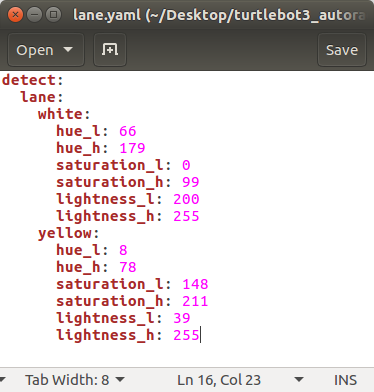 lane.yaml (~/Desktop/turtlebot3_autora
Open
Save
detect:
  lane:
    white:
      hue_l: 66
      hue_h: 179
      saturation_l: 0
      saturation_h: 99
      lightness_l: 200
      lightness_h: 255
    yellow:
      hue_l: 8
      hue_h: 78
      saturation_l: 148
      saturation_h: 211
      lightness_l: 39
      lightness_h: 255
Tab Width: 8 Ln 16, Col 23 INS